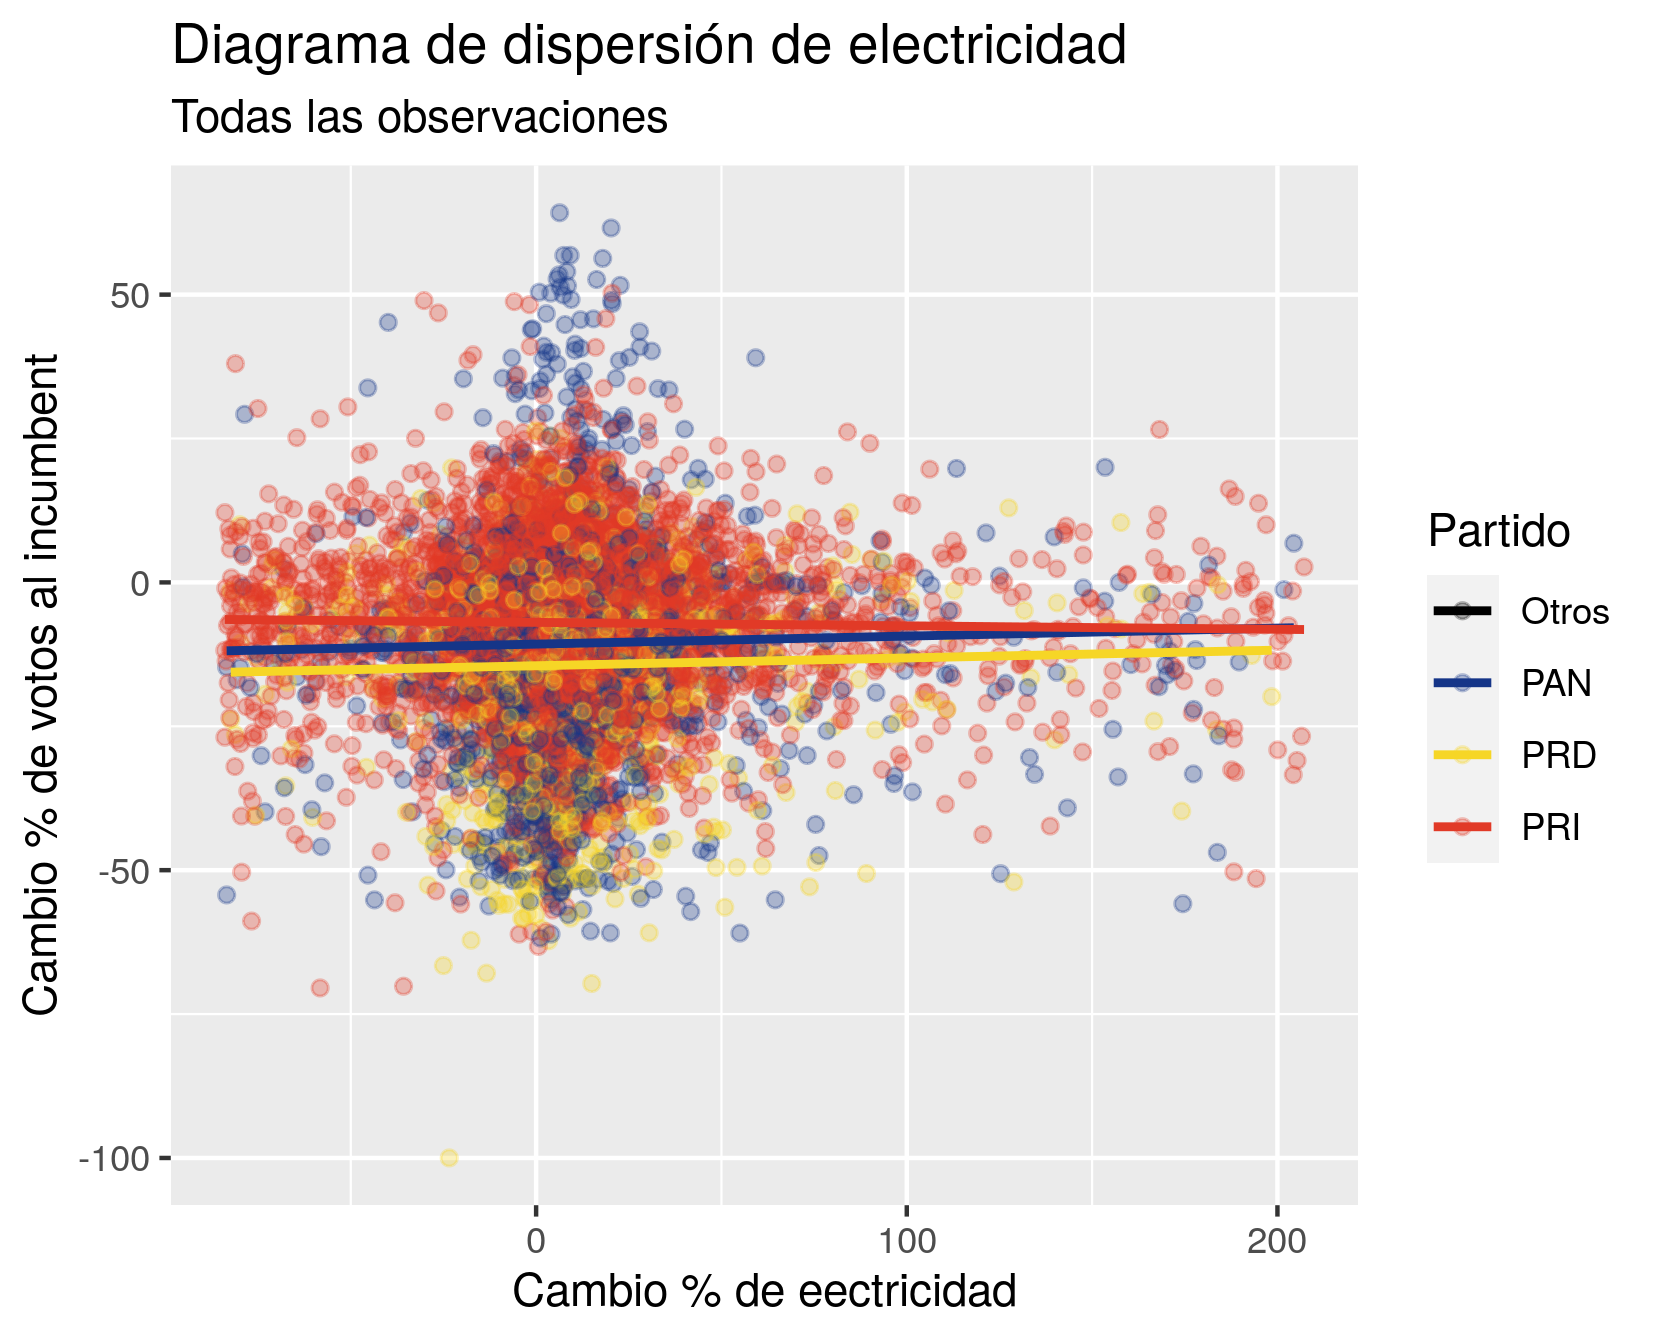 Diagrama de dispersión de electricidad
Todas las observaciones
Cambio % de votos al incumbent
50
0
-50
-100
0
100
200
Cambio % de eectricidad
Partido
Otros
PAN
PRD
PRI